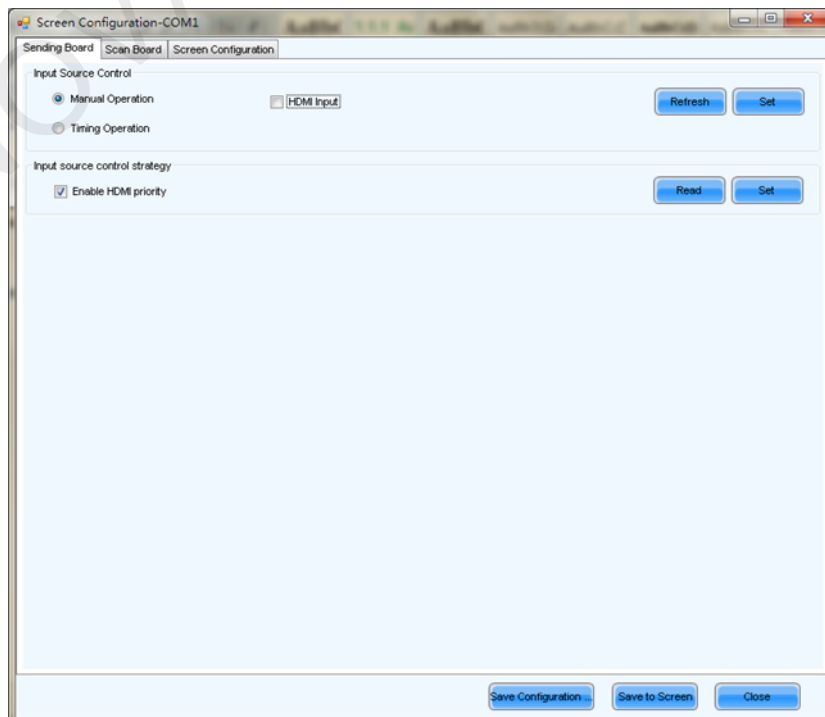 Screen Configuration-COM1
Sending Board Scan Board Screen Configuration
Input Source Control
Manual Operation HDMI Input Refresh Set
Timing Operation
Input source control strategy
Enable HDMI priority Read Set
Save Configuration ... Save to Screen Close